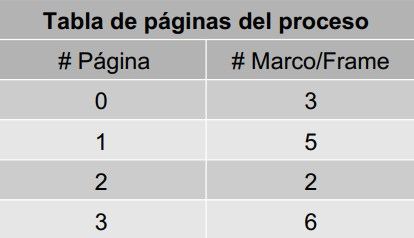 Tabla de páginas del proceso
# Página # Marco/Frame
0 3
1 5
2 2
3 6